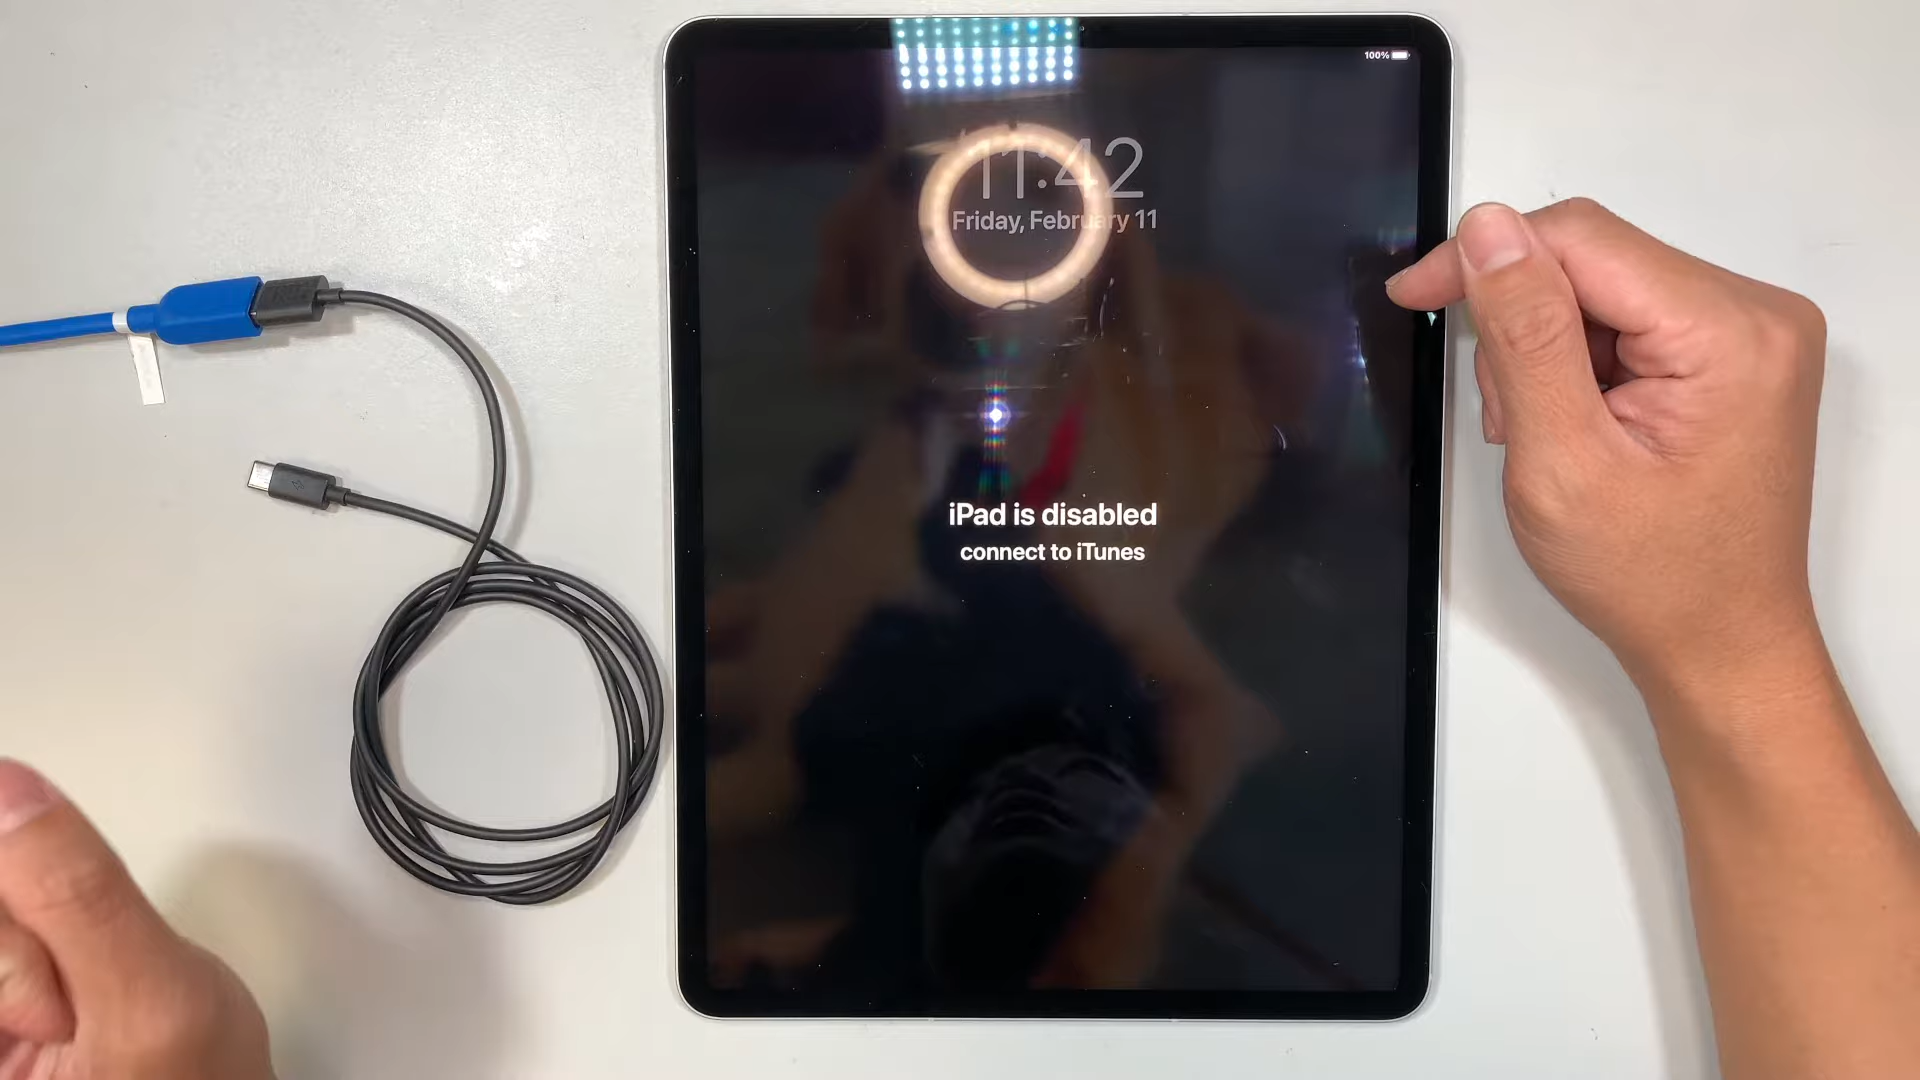 100%
11:42
Friday, February 11
iPad is disabled
connect to iTunes